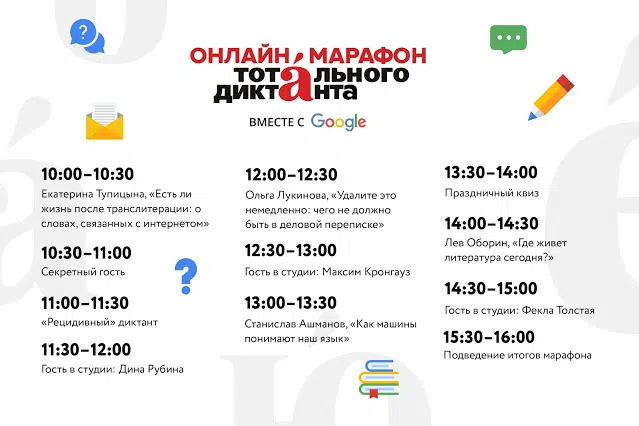 ОНЛАЙН-МАРАФОН
тота́льного
дикта́нта
ВМЕСТЕ С Google
10:00–10:30
Екатерина Тупицына, «Есть ли
жизнь после транслитерации: о
словах, связанных с интернетом»
10:30–11:00
Секретный гость
11:00–11:30
«Рецидивный» диктант
11:30–12:00
Гость в студии: Дина Рубина
12:00–12:30
Ольга Лукинова, «Удалите это
немедленно: чего не должно
быть в деловой переписке»
12:30–13:00
Гость в студии: Максим Кронгауз
13:00–13:30
Станислав Ашманов, «Как машины
понимают наш язык»
13:30–14:00
Праздничный квиз
14:00–14:30
Лев Оборин, «Где живет
литература сегодня?»
14:30–15:00
Гость в студии: Фекла Толстая
15:30–16:00
Подведение итогов марафона